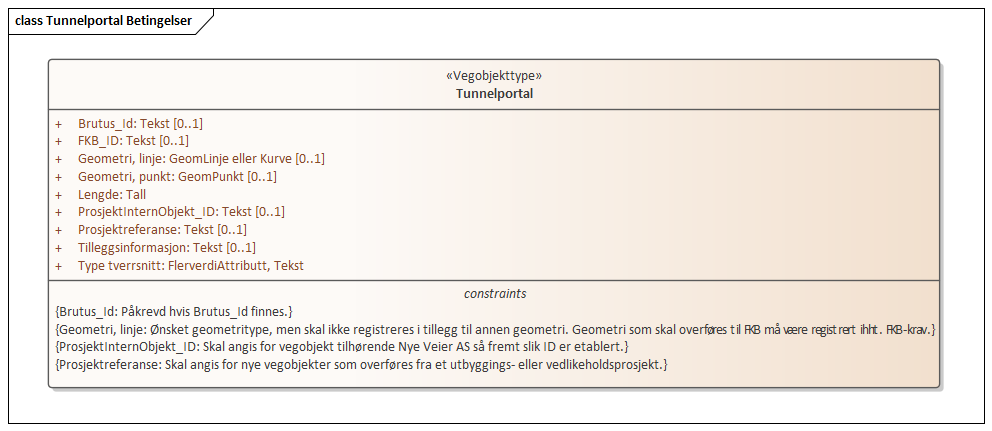 class Tunnelportal Betingelser
«Vegobjekttype»
Tunnelportal
+ Brutus_Id: Tekst [0..1]
+ FKB_ID: Tekst [0..1]
+ Geometri, linje: GeomLinje eller Kurve [0..1]
+ Geometri, punkt: GeomPunkt [0..1]
+ Lengde: Tall
+ ProsjektInternObjekt_ID: Tekst [0..1]
+ Prosjektreferanse: Tekst [0..1]
+ Tilleggsinformasjon: Tekst [0..1]
+ Type tverrsnitt: FlerverdiAttributt, Tekst
constraints
{Brutus_Id: Påkrevd hvis Brutus_Id finnes.}
{Geometri, linje: Ønsket geometritype, men skal ikke registreres i tillegg til annen geometri. Geometri som skal overføres til FKB må være registrert ihht. FKB-krav.}
{ProsjektInternObjekt_ID: Skal angis for vegobjekt tilhørende Nye Veier AS så fremt slik ID er etablert.}
{Prosjektreferanse: Skal angis for nye vegobjekter som overføres fra et utbyggings- eller vedlikeholdsprosjekt.}